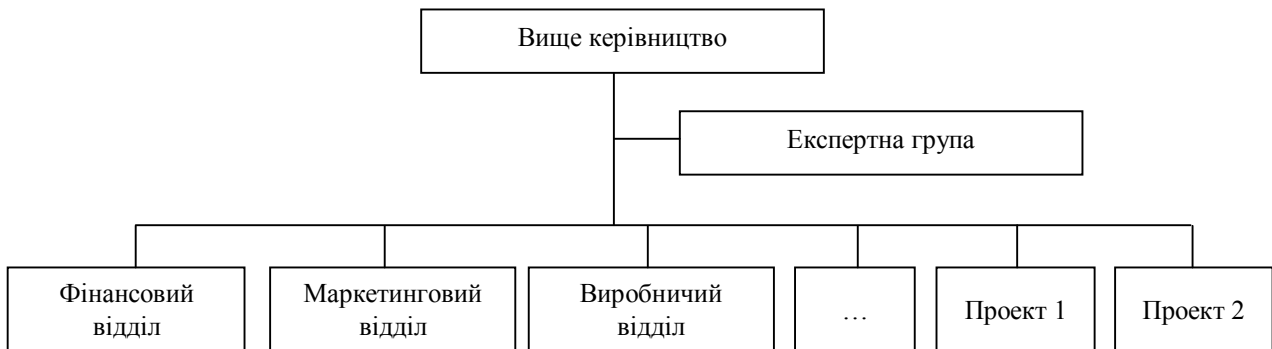 Вище керівництво
Експертна група
Фінансовий
відділ
Маркетинговий
відділ
Виробничий
відділ
…
Проект 1
Проект 2